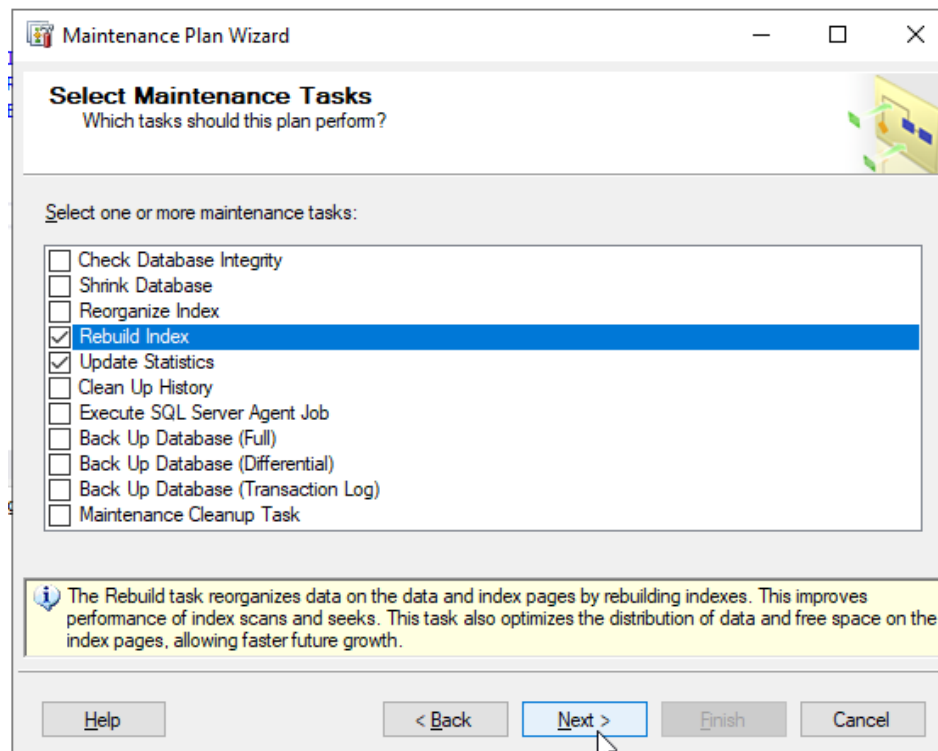 Maintenance Plan Wizard
Select Maintenance Tasks
Which tasks should this plan perform?
Select one or more maintenance tasks:
Check Database Integrity
Shrink Database
Reorganize Index
Rebuild Index
Update Statistics
Clean Up History
Execute SQL Server Agent Job
Back Up Database (Full)
Back Up Database (Differential)
Back Up Database (Transaction Log)
Maintenance Cleanup Task
The Rebuild task reorganizes data on the data and index pages by rebuilding indexes. This improves
performance of index scans and seeks. This task also optimizes the distribution of data and free space on the
index pages, allowing faster future growth.
Help < Back Next > Finish Cancel